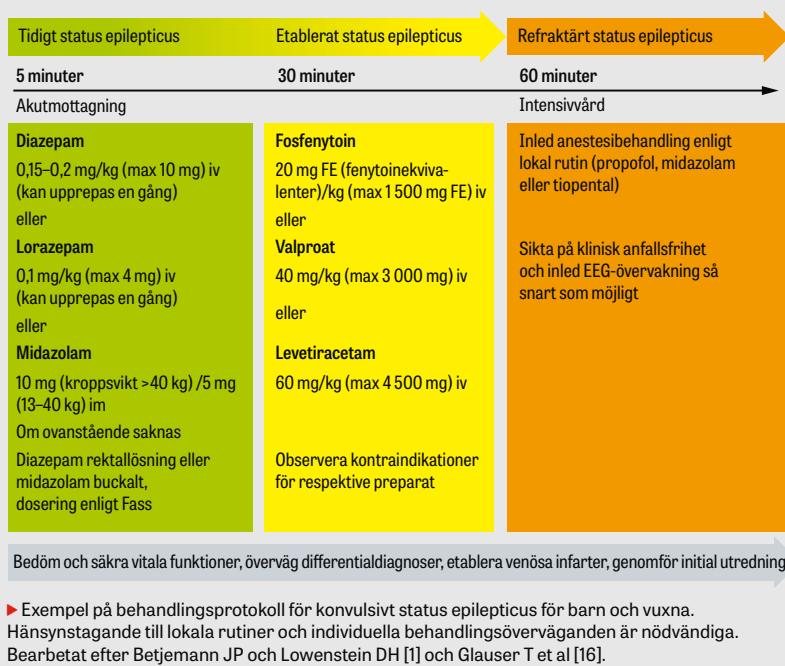 Tidigt status epilepticus
Etablerat status epilepticus
Refraktärt status epilepticus
5 minuter
30 minuter
60 minuter
Akutmottagning
Intensivvård
Diazepam
0,15–0,2 mg/kg (max 10 mg) iv
(kan upprepas en gång)
eller
Lorazepam
0,1 mg/kg (max 4 mg) iv
(kan upprepas en gång)
eller
Midazolam
10 mg (kroppsvikt >40 kg) /5 mg
(13–40 kg) im
Om ovanstående saknas
Diazepam rektallösning eller
midazolam buckalt,
dosering enligt Fass
Fosfenytoin
20 mg FE (fenytoinekviva-
lenter)/kg (max 1 500 mg FE) iv
eller
Valproat
40 mg/kg (max 3 000 mg) iv
eller
Levetiracetam
60 mg/kg (max 4 500 mg) iv
Observera kontraindikationer
för respektive preparat
Inled anestesibehandling enligt
lokal rutin (propofol, midazolam
eller tiopental)
Sikta på klinisk anfallsfrihet
och inled EEG-övervakning så
snart som möjligt
Bedöm och säkra vitala funktioner, överväg differentialdiagnoser, etablera venösa infarter, genomför initial utredning
▶ Exempel på behandlingsprotokoll för konvulsivt status epilepticus för barn och vuxna.
Hänsynstagande till lokala rutiner och individuella behandlingsöverväganden är nödvändiga.
Bearbetat efter Betjemann JP och Lowenstein DH [1] och Glauser T et al [16].